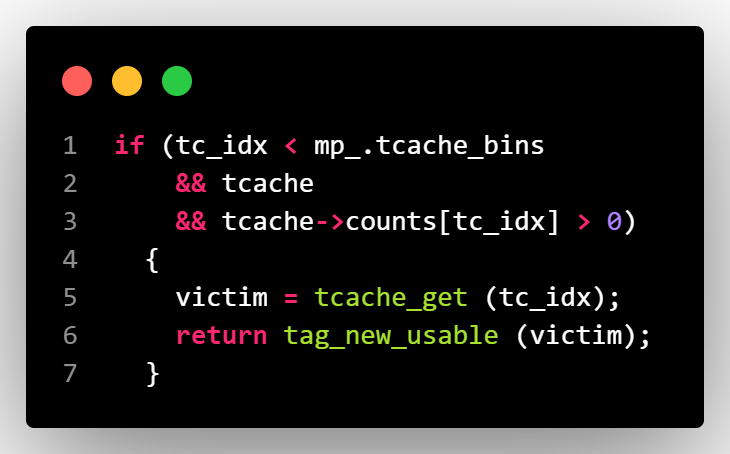 1 if (tc_idx < mp_.tcache_bins
2 && tcache
3 && tcache->counts[tc_idx] > 0)
4 {
5 victim = tcache_get (tc_idx);
6 return tag_new_usable (victim);
7 }